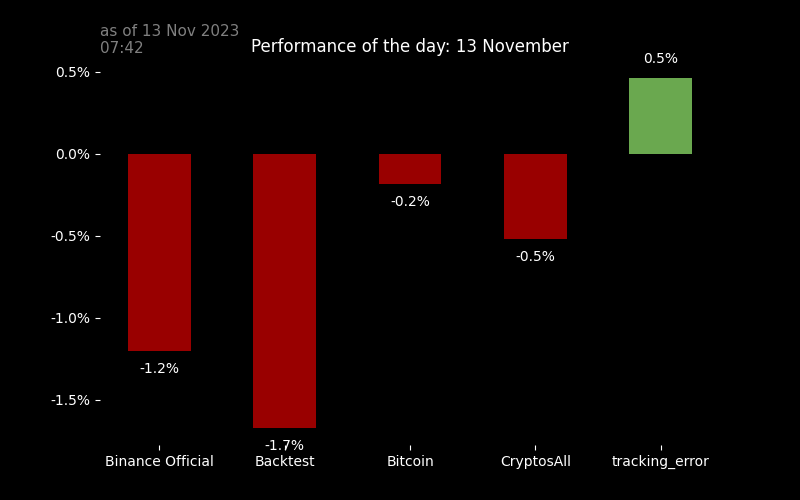 as of 13 Nov 2023
07:42
Performance of the day: 13 November
0.5%
0.5%
0.0%
-0.2%
-0.5%
-0.5%
-1.0%
-1.2%
-1.5%
-1.7%
Binance Official
Backtest
Bitcoin
CryptosAll
tracking_error